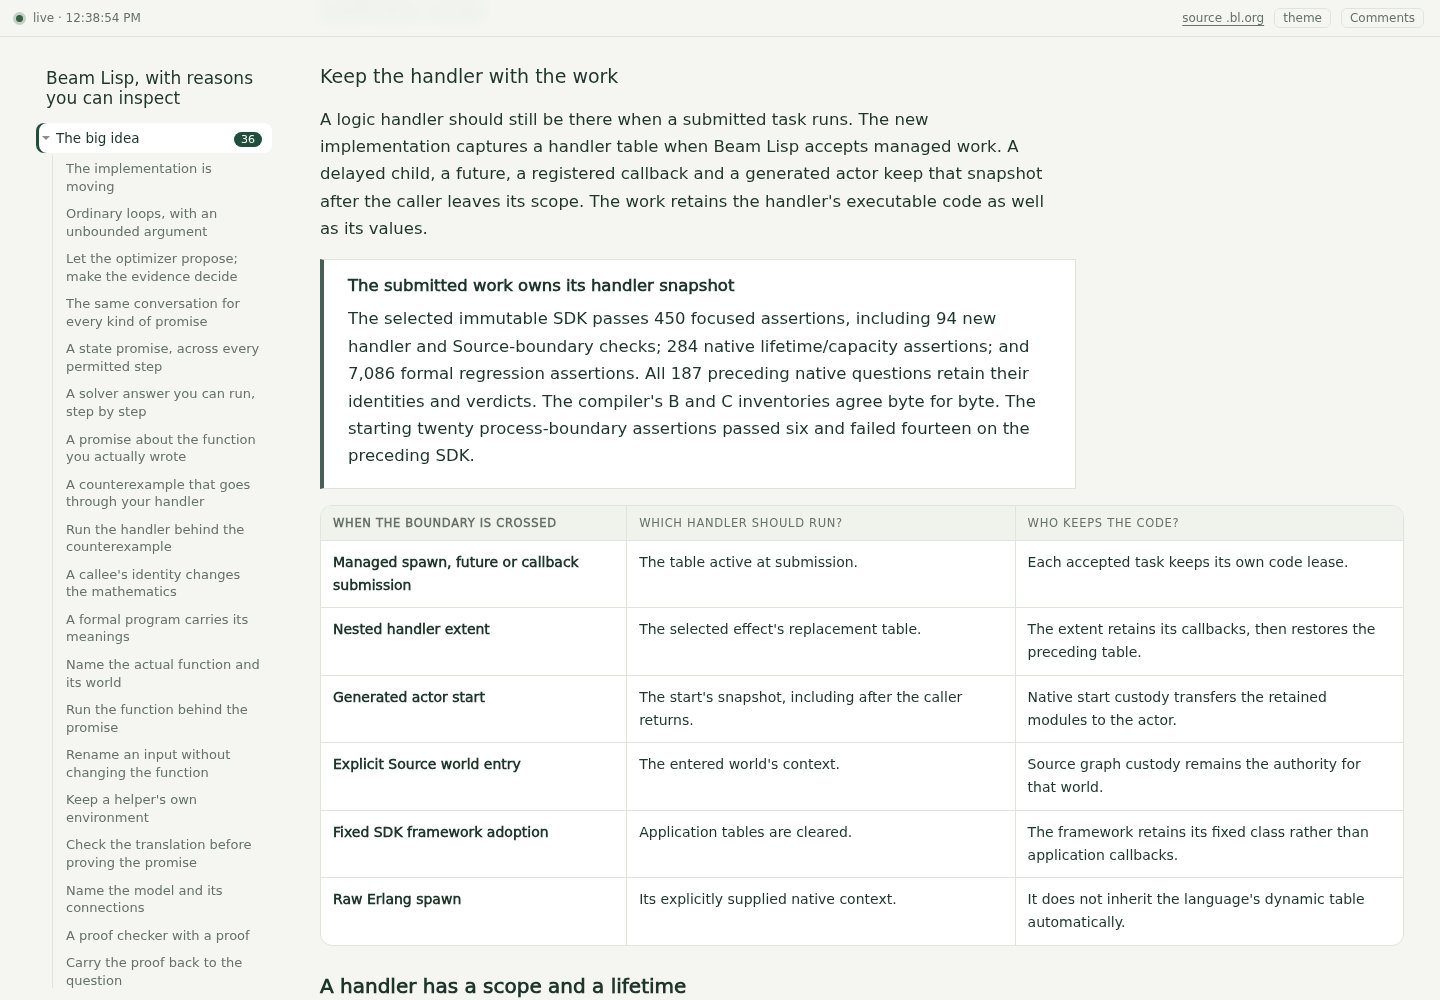 live · 12:38:54 PM
source .bl.org
theme
Comments
Beam Lisp, with reasons
you can inspect
The big idea
36
The implementation is
moving
Ordinary loops, with an
unbounded argument
Let the optimizer propose;
make the evidence decide
The same conversation for
every kind of promise
A state promise, across every
permitted step
A solver answer you can run,
step by step
A promise about the function
you actually wrote
A counterexample that goes
through your handler
Run the handler behind the
counterexample
A callee's identity changes
the mathematics
A formal program carries its
meanings
Name the actual function and
its world
Run the function behind the
promise
Rename an input without
changing the function
Keep a helper's own
environment
Check the translation before
proving the promise
Name the model and its
connections
A proof checker with a proof
Carry the proof back to the
question
Keep the handler with the work
A logic handler should still be there when a submitted task runs. The new
implementation captures a handler table when Beam Lisp accepts managed work. A
delayed child, a future, a registered callback and a generated actor keep that snapshot
after the caller leaves its scope. The work retains the handler's executable code as well
as its values.
The submitted work owns its handler snapshot
The selected immutable SDK passes 450 focused assertions, including 94 new
handler and Source-boundary checks; 284 native lifetime/capacity assertions; and
7,086 formal regression assertions. All 187 preceding native questions retain their
identities and verdicts. The compiler's B and C inventories agree byte for byte. The
starting twenty process-boundary assertions passed six and failed fourteen on the
preceding SDK.
WHEN THE BOUNDARY IS CROSSED
WHICH HANDLER SHOULD RUN?
WHO KEEPS THE CODE?
Managed spawn, future or callback
submission
The table active at submission.
Each accepted task keeps its own code lease.
Nested handler extent
The selected effect's replacement table.
The extent retains its callbacks, then restores the
preceding table.
Generated actor start
The start's snapshot, including after the caller
returns.
Native start custody transfers the retained
modules to the actor.
Explicit Source world entry
The entered world's context.
Source graph custody remains the authority for
that world.
Fixed SDK framework adoption
Application tables are cleared.
The framework retains its fixed class rather than
application callbacks.
Raw Erlang spawn
Its explicitly supplied native context.
It does not inherit the language's dynamic table
automatically.
A handler has a scope and a lifetime